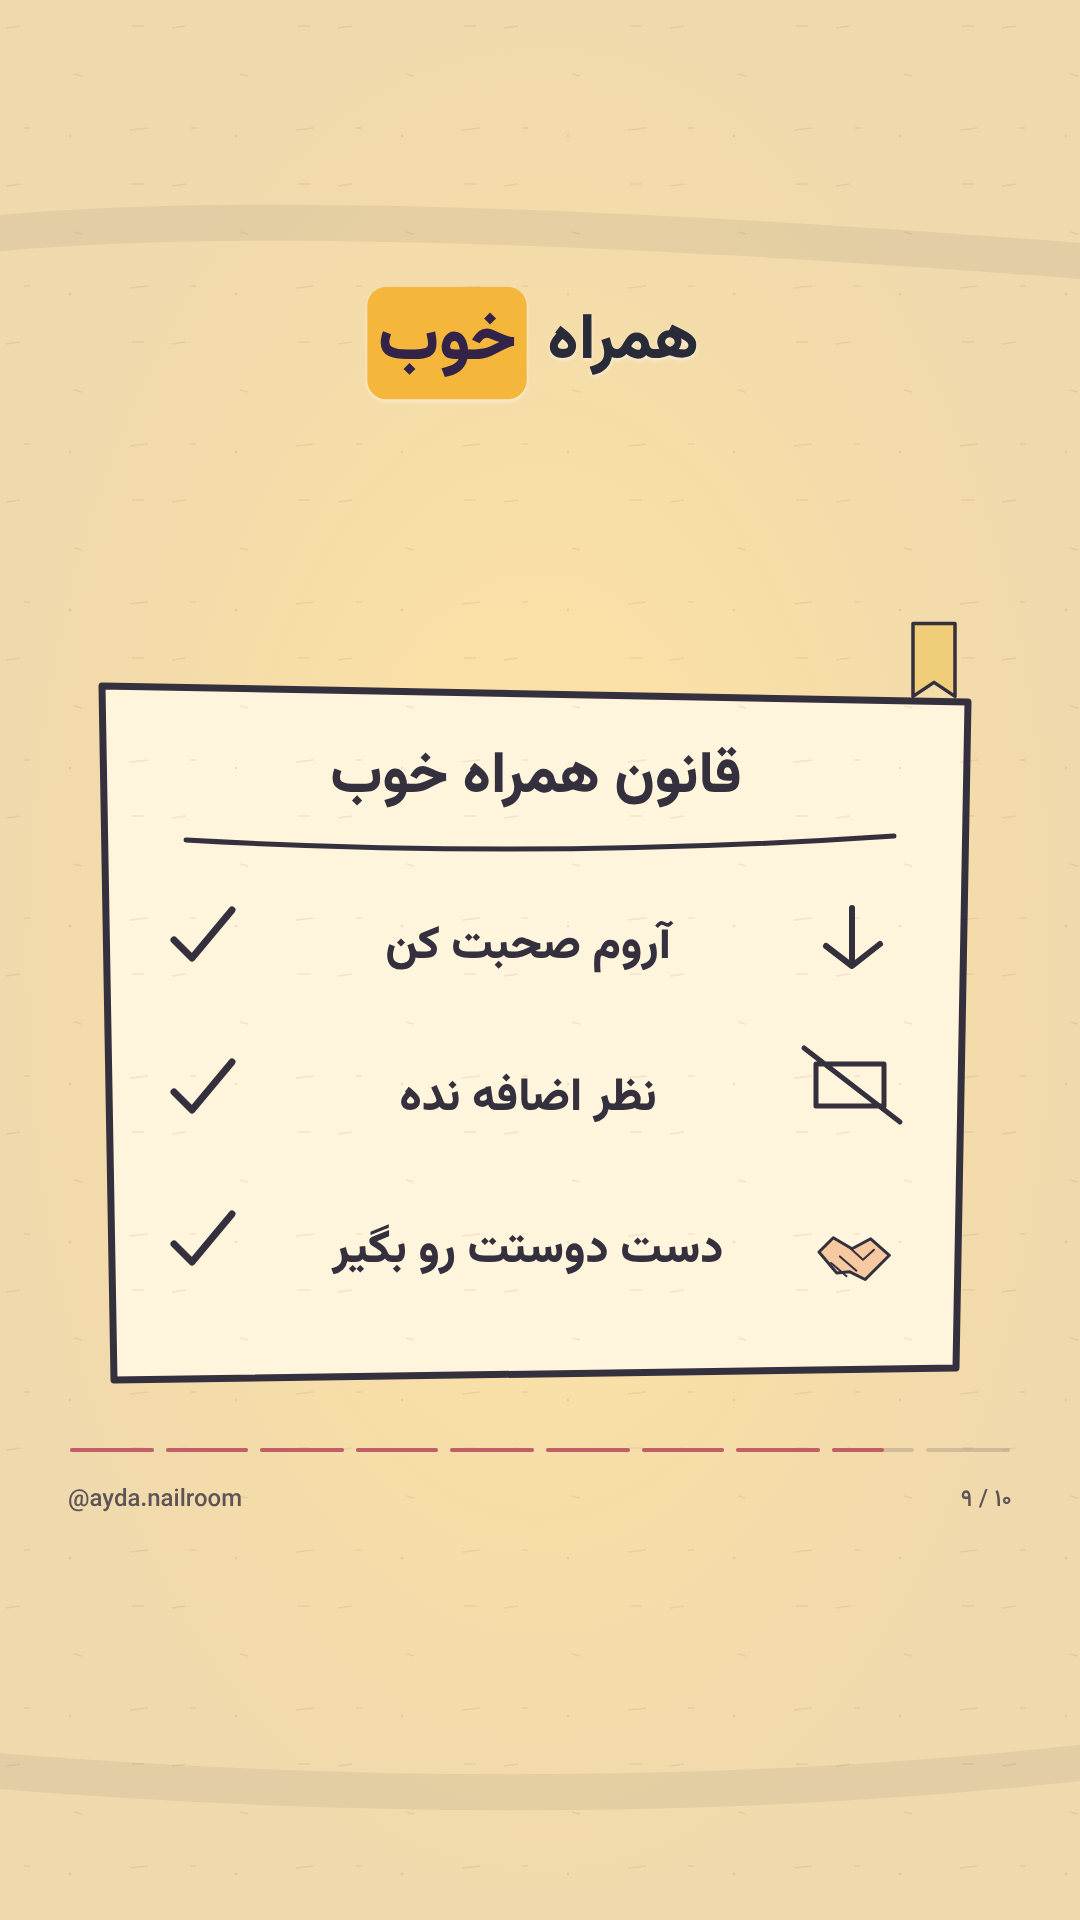 همراه خوب
قانون همراه خوب
آروم صحبت کن
نظر اضافه نده
دست دوستت رو بگیر
@ayda.nailroom
۹ / ۱۰